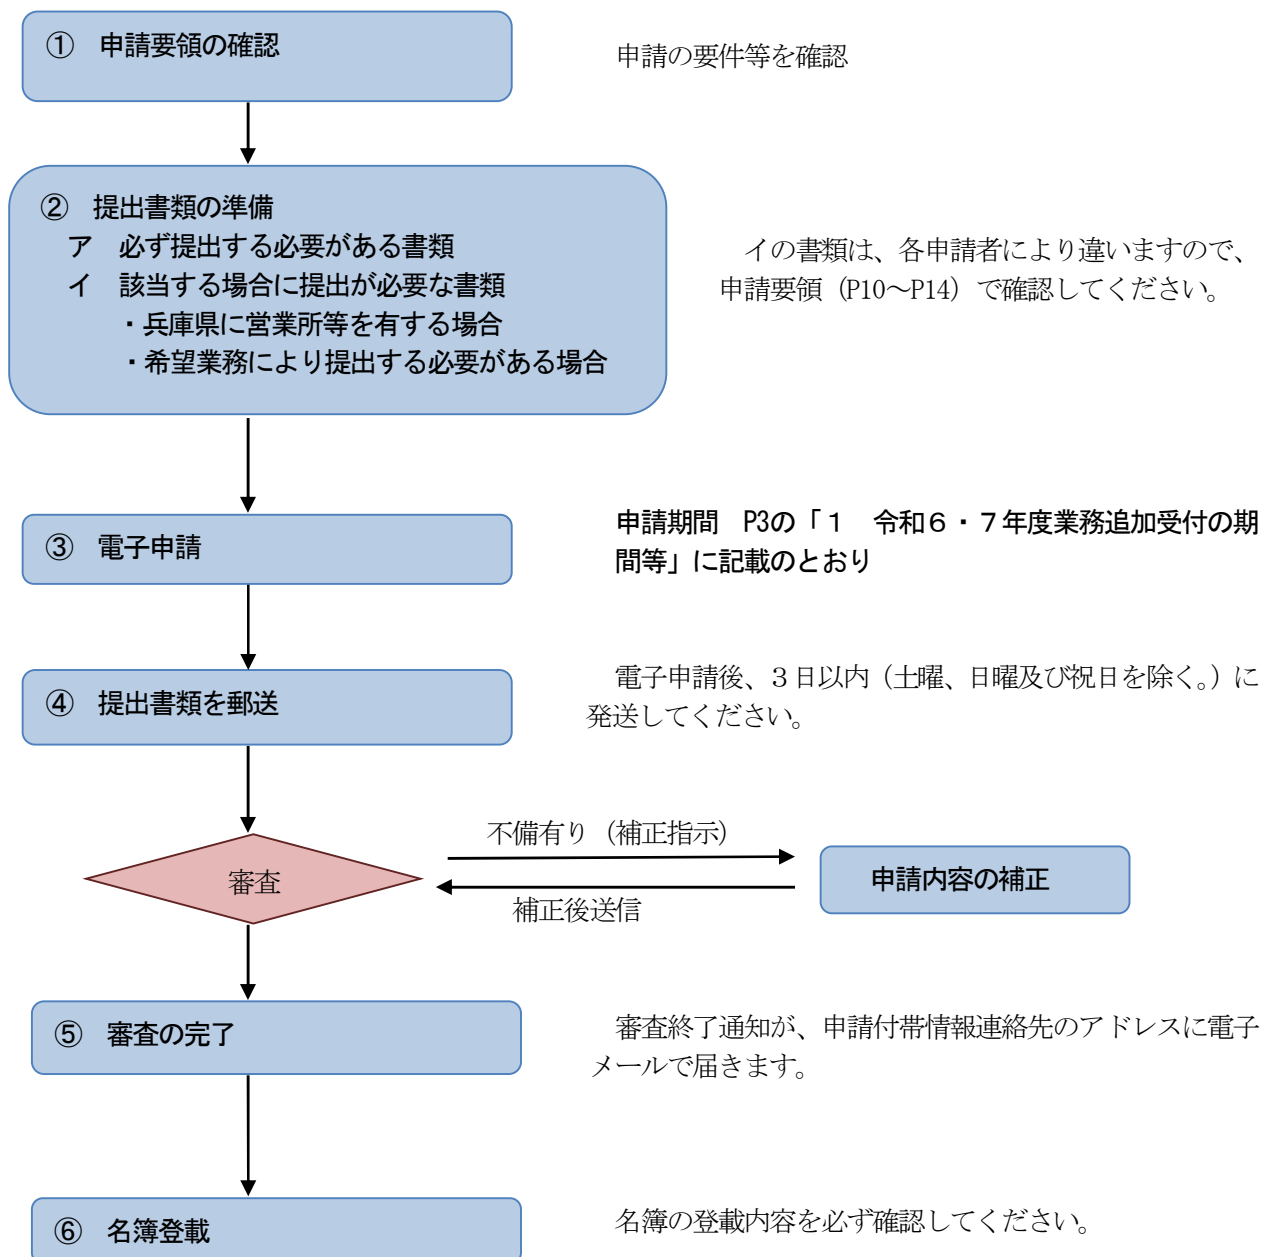 ① 申請要領の確認
申請の要件等を確認
② 提出書類の準備
ア 必ず提出する必要がある書類
イ 該当する場合に提出が必要な書類
・兵庫県に営業所等を有する場合
・希望業務により提出する必要がある場合
イの書類は、各申請者により違いますので、
申請要領（P10～P14）で確認してください。
③ 電子申請
申請期間 P3の「１ 令和６・７年度業務追加受付の期
間等」に記載のとおり
④ 提出書類を郵送
電子申請後、３日以内（土曜、日曜及び祝日を除く。）に
発送してください。
審査
不備有り（補正指示）
補正後送信
申請内容の補正
⑤ 審査の完了
審査終了通知が、申請付帯情報連絡先のアドレスに電子
メールで届きます。
⑥ 名簿登載
名簿の登載内容を必ず確認してください。